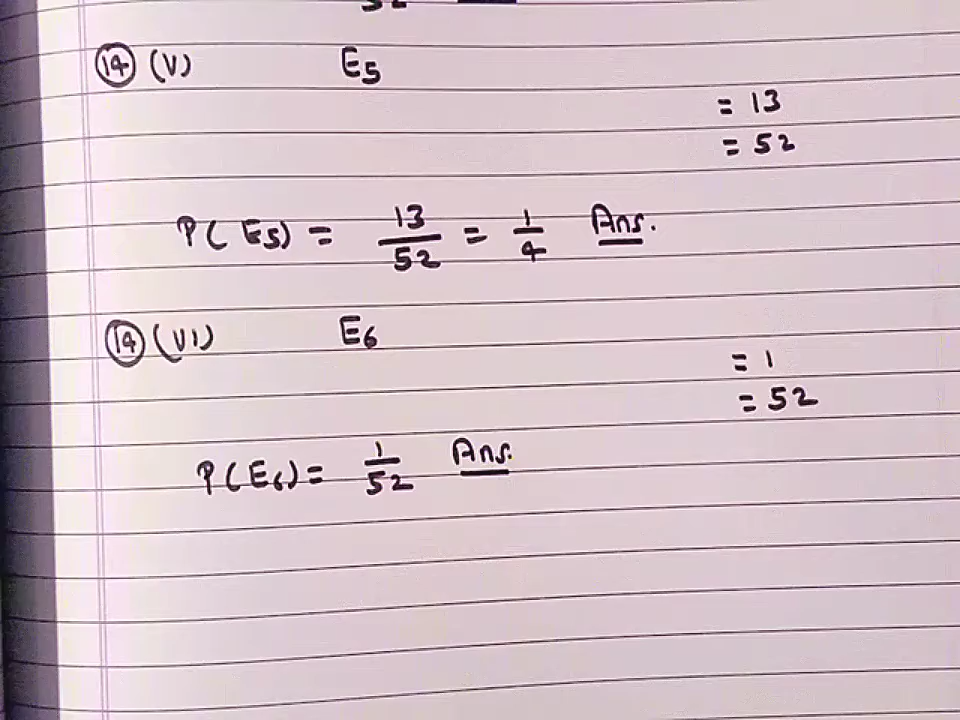 14 (V) E5
= 13
= 52
P(E5) = 13/52 = 1/4 Ans.
14 (VI) E6
= 1
= 52
P(E6) = 1/52 Ans.